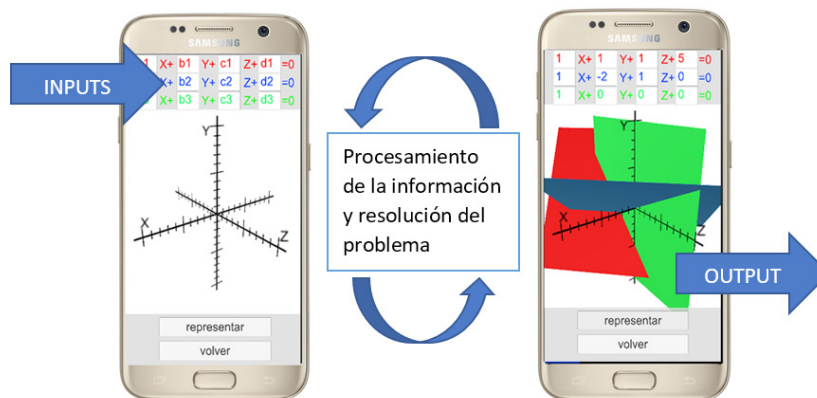 SAMSUNG
1 X+ b1 Y+ c1 Z+ d1 =0
X+ b2 Y+ c2 Z+ d2 =0
X+ b3 Y+ c3 Z+ d3 =0
INPUTS
Y
X
Z
representar
volver
Procesamiento
de la información
y resolución del
problema
SAMSUNG
1 X+ 1 Y+ 1 Z+ 5 =0
1 X+ -2 Y+ 1 Z+ 0 =0
1 X+ 0 Y+ 0 Z+ 0 =0
Y
X
Z
OUTPUT
representar
volver